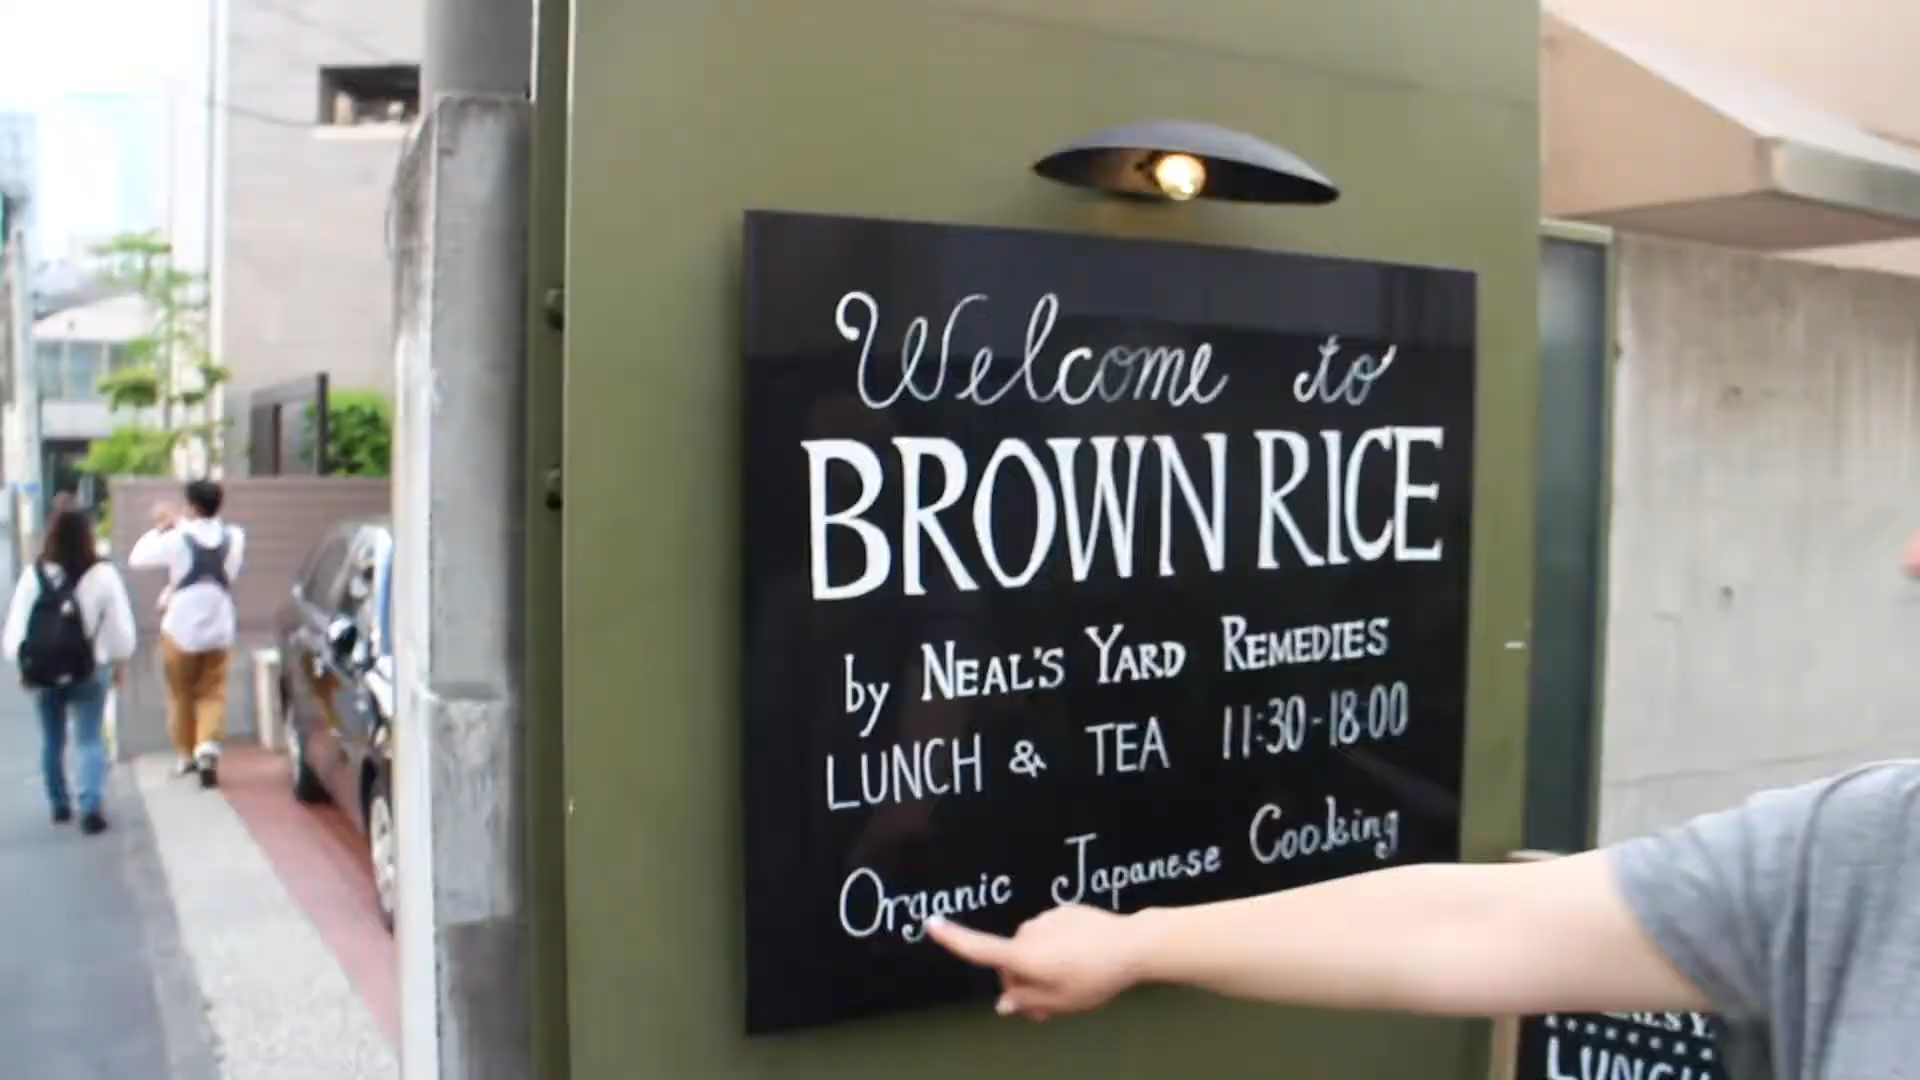 Welcome to
BROWN RICE
by NEAL'S YARD REMEDIES
LUNCH & TEA 11:30-18:00
Organic Japanese Cooking
LUNCH